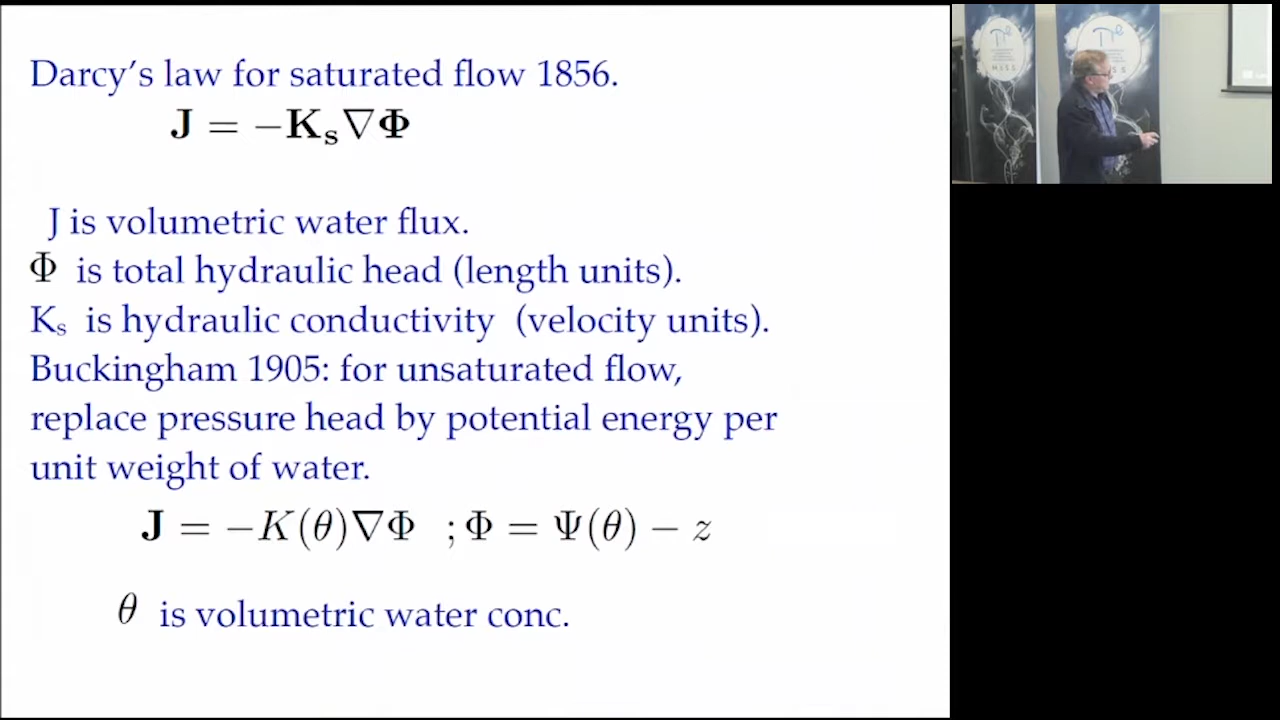 Darcy's law for saturated flow 1856.
J = −Kₛ∇Φ
J is volumetric water flux.
Φ is total hydraulic head (length units).
Kₛ is hydraulic conductivity (velocity units).
Buckingham 1905: for unsaturated flow,
replace pressure head by potential energy per
unit weight of water.
J = −K(θ)∇Φ ; Φ = Ψ(θ) − z
θ is volumetric water conc.